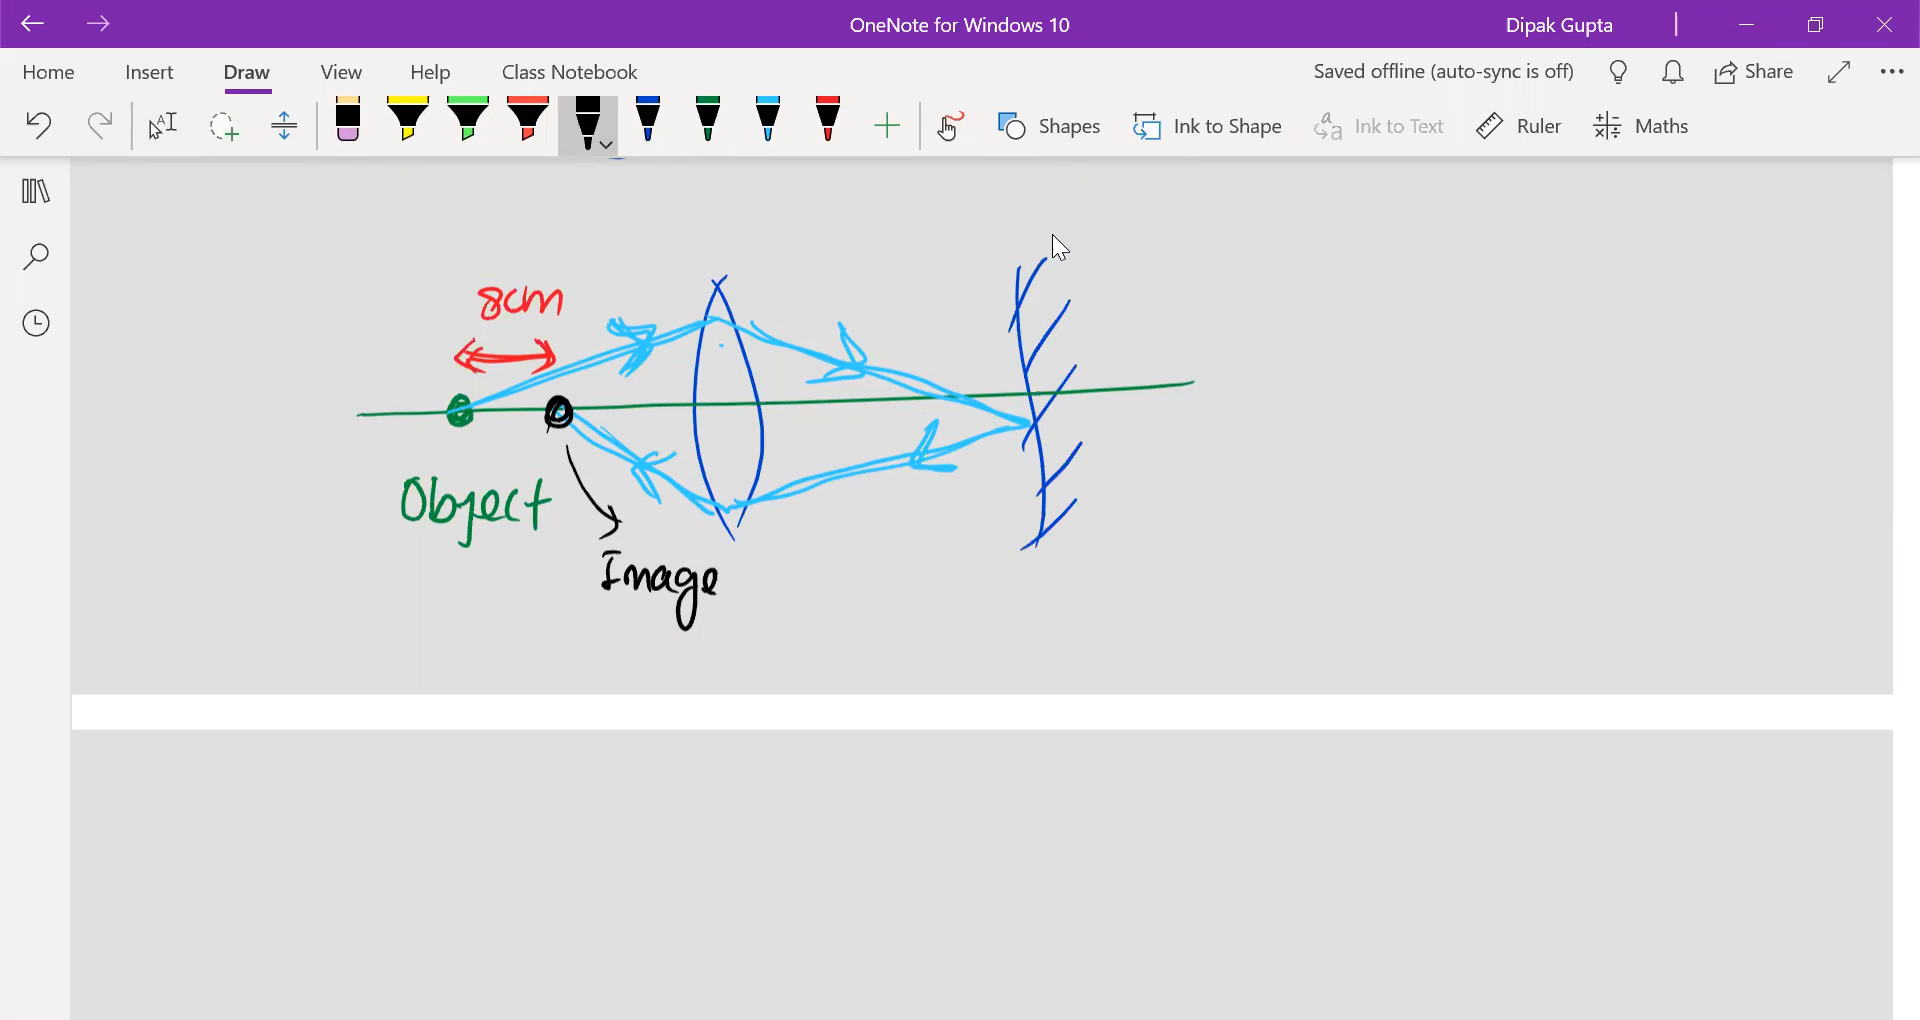 OneNote for Windows 10
Dipak Gupta
Home Insert Draw View Help Class Notebook
Saved offline (auto-sync is off) Share
Shapes Ink to Shape Ink to Text Ruler Maths
8cm
Object
Image